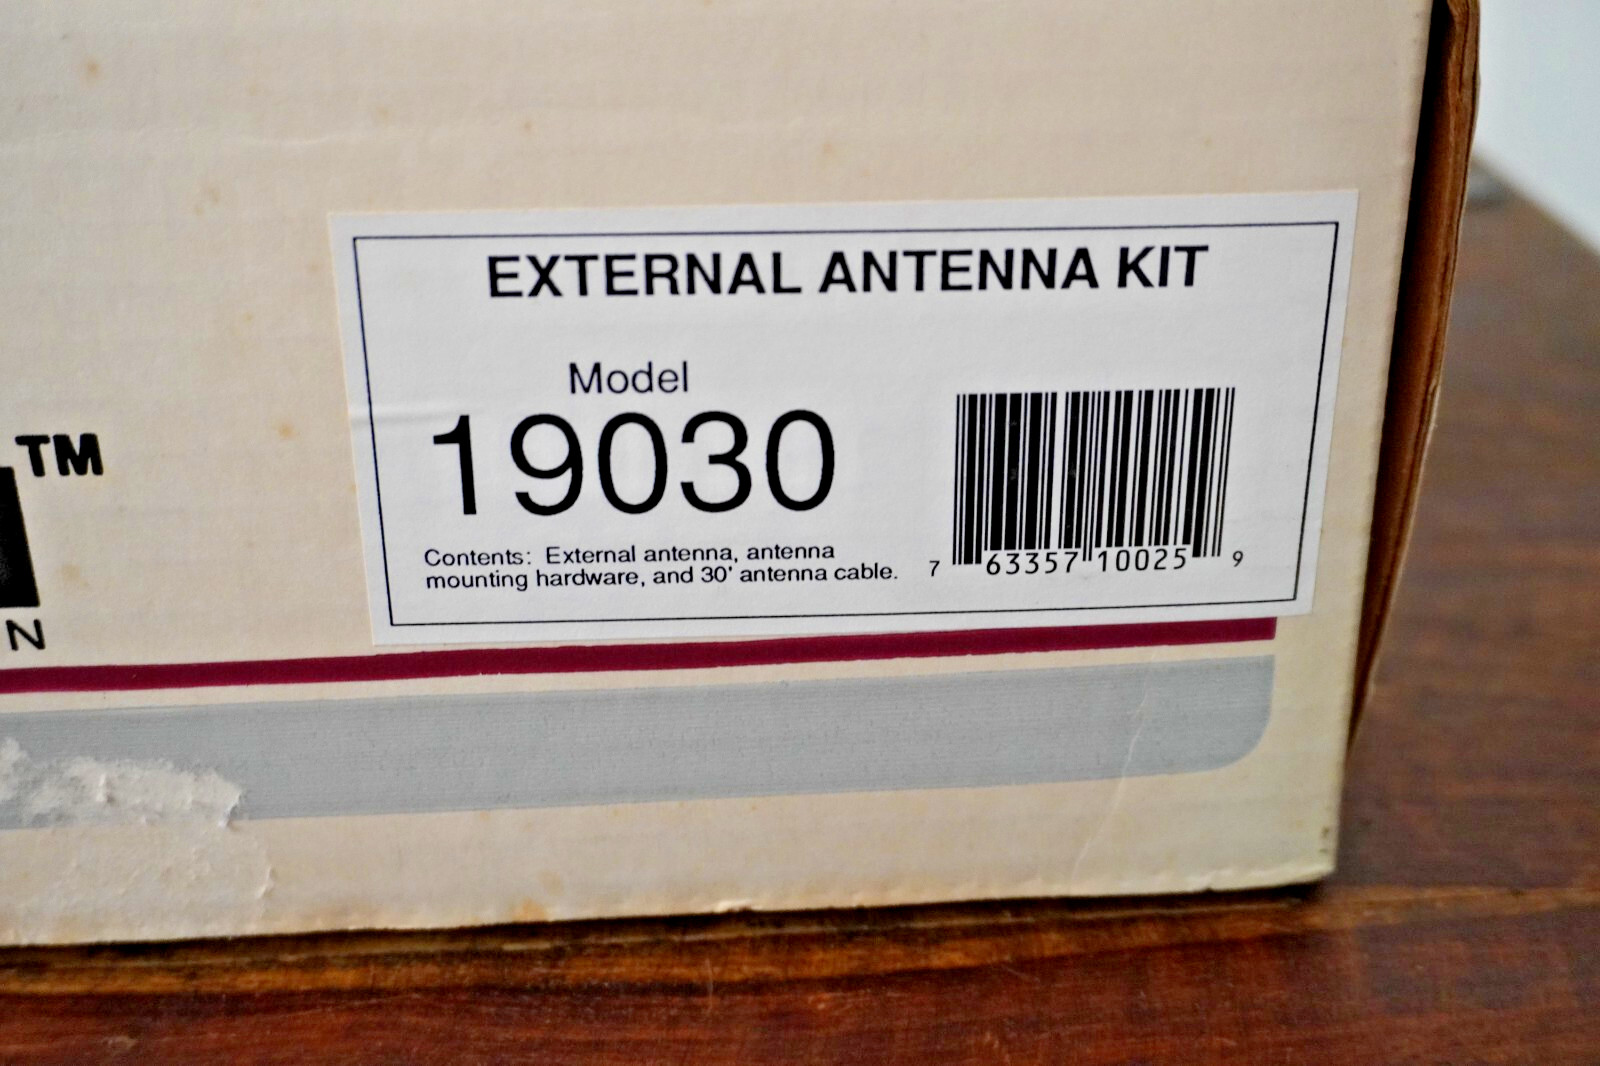 EXTERNAL ANTENNA KIT
Model
19030
Contents: External antenna, antenna
mounting hardware, and 30' antenna cable.
7 63357 10025 9
TM
N